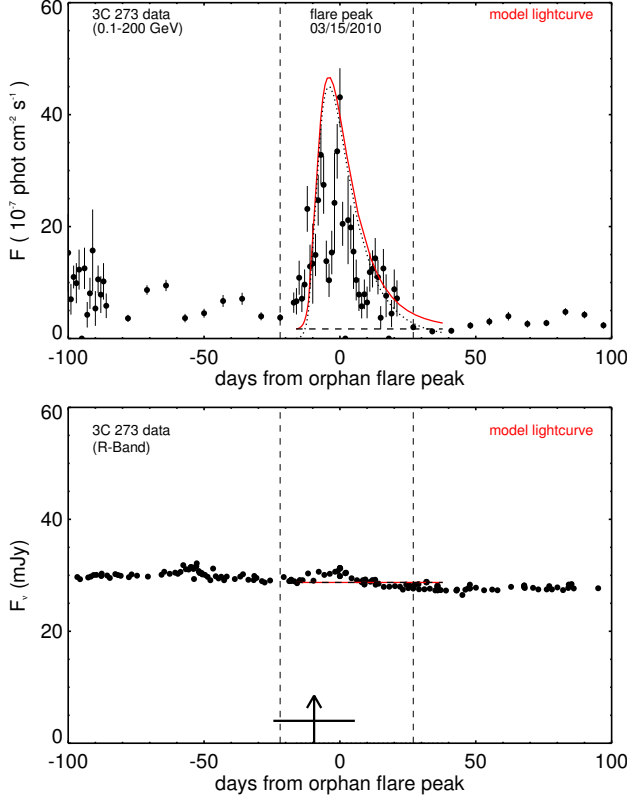 3C 273 data
(0.1-200 GeV)
flare peak
03/15/2010
model lightcurve
60
40
20
0
F ( 10⁻⁷ phot cm⁻² s⁻¹ )
-100
-50
0
50
100
days from orphan flare peak
3C 273 data
(R-Band)
model lightcurve
60
40
20
0
Fᵥ (mJy)
-100
-50
0
50
100
days from orphan flare peak